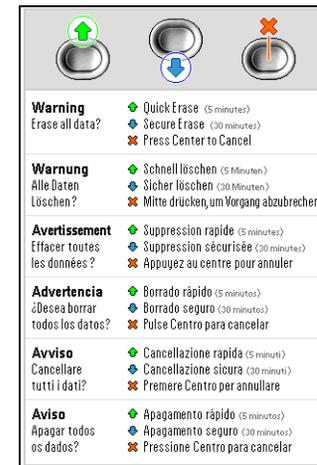 Warning
Erase all data?
Quick Erase (5 minutes)
Secure Erase (30 minutes)
Press Center to Cancel
Warnung
Alle Daten
Löschen?
Schnell löschen (5 Minuten)
Sicher löschen (30 Minuten)
Mitte drücken, um Vorgang abzubrechen
Avertissement
Effacer toutes
les données ?
Suppression rapide (5 minutes)
Suppression sécurisée (30 minutes)
Appuyez au centre pour annuler
Advertencia
¿Desea borrar
todos los datos?
Borrado rápido (5 minutos)
Borrado seguro (30 minutos)
Pulse Centro para cancelar
Avviso
Cancellare
tutti i dati?
Cancellazione rapida (5 minuti)
Cancellazione sicura (30 minuti)
Premere Centro per annullare
Aviso
Apagar todos
os dados?
Apagamento rápido (5 minutos)
Apagamento seguro (30 minutos)
Pressione Centro para cancelar